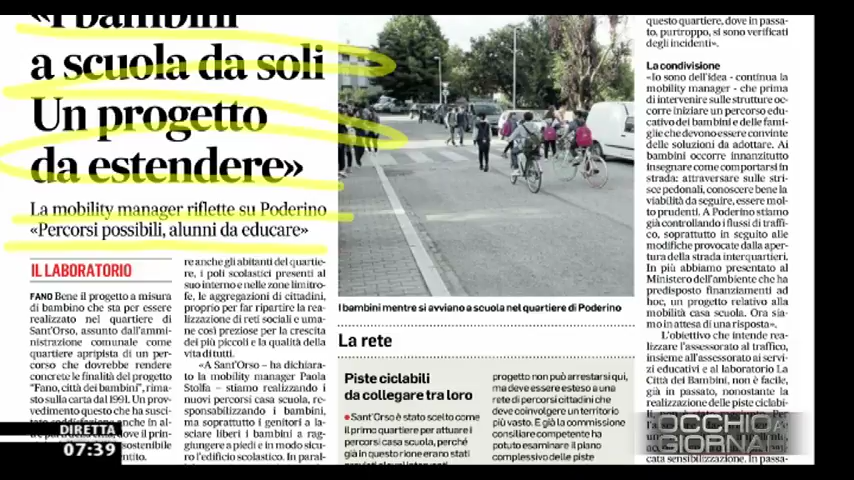 «I bambini
a scuola da soli
Un progetto
da estendere»
La mobility manager riflette su Poderino
«Percorsi possibili, alunni da educare»
IL LABORATORIO
FANO Bene il progetto a misura
di bambino che sta per essere
realizzato nel quartiere di
Sant'Orso, assunto dall'ammi-
nistrazione comunale come
quartiere apripista di un per-
corso che dovrebbe rendere
concrete le finalità del progetto
"Fano, città dei bambini", rima-
sto sulla carta dal 1991. Un pro-
vvedimento questo che ha susci-
anche in al-
dove il prin-
sostenibile
re anche gli abitanti del quartie-
re, i poli scolastici presenti al
suo interno e nelle zone limitro-
fe, le aggregazioni di cittadini,
proprio per far ripartire la rea-
lizzazione di reti sociali e uma-
ne così preziose per la crescita
dei più piccoli e la qualità della
vita di tutti.
«A Sant'Orso – ha dichiara-
to la mobility manager Paola
Stolfa – stiamo realizzando i
nuovi percorsi casa scuola, re-
sponsabilizzando i bambini,
ma soprattutto i genitori a la-
sciare liberi i bambini a rag-
giungere a piedi e in modo sicu-
ro l'edificio scolastico. In paral-
I bambini mentre si avviano a scuola nel quartiere di Poderino
La rete
Piste ciclabili
da collegare tra loro
● Sant'Orso è stato scelto come
il primo quartiere per attuare i
percorsi casa scuola, perché
già in questo rione erano stati
progetto non può arrestarsi qui,
ma deve essere esteso a una
rete di percorsi cittadini che
deve coinvolgere un territorio
più vasto. E già la commissione
consiliare competente ha
potuto esaminare il piano
complessivo delle piste
questo quartiere, dove in passa-
to, purtroppo, si sono verificati
degli incidenti».
La condivisione
«Io sono dell'idea - continua la
mobility manager - che prima
di intervenire sulle strutture oc-
corre iniziare un percorso edu-
cativo dei bambini e delle fami-
glie che devono essere convinte
delle soluzioni da adottare. Ai
bambini occorre innanzitutto
insegnare come comportarsi in
strada: attraversare sulle stri-
sce pedonali, conoscere bene la
viabilità da seguire, essere mol-
to prudenti. A Poderino stiamo
già controllando i flussi di traffi-
co, soprattutto in seguito alle
modifiche provocate dalla aper-
tura della strada interquartieri.
In più abbiamo presentato al
Ministero dell'ambiente che ha
predisposto finanziamenti ad
hoc, un progetto relativo alla
mobilità casa scuola. Ora sia-
mo in attesa di una risposta».
L'obiettivo che intende rea-
lizzare l'assessorato al traffico,
insieme all'assessorato ai servi-
zi educativi e al laboratorio La
Città dei Bambini, non è facile,
già in passato, nonostante la
realizzazione delle piste ciclabi-
cata sensibilizzazione. In passa-
DIRETTA
07:39
OCCHIO ALLA
GIORNATA